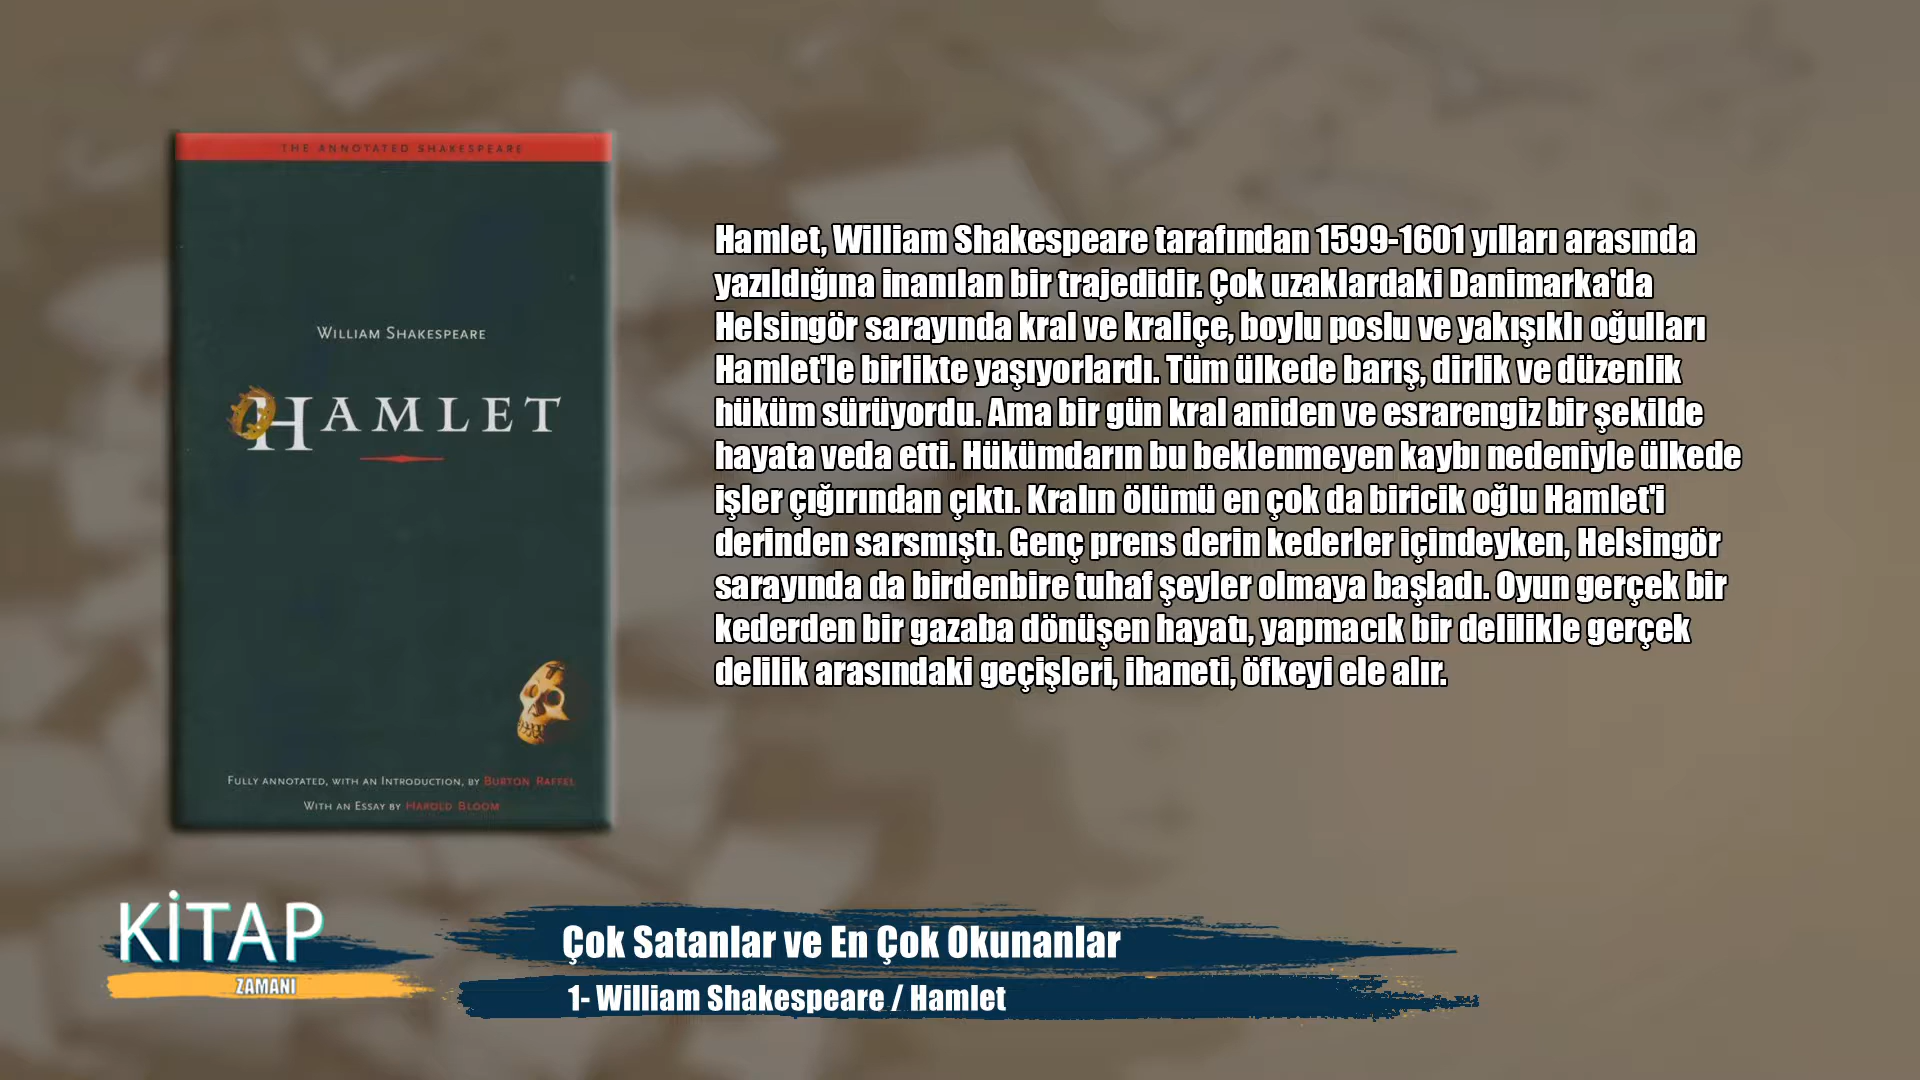 THE ANNOTATED SHAKESPEARE
WILLIAM SHAKESPEARE
HAMLET
FULLY ANNOTATED, WITH AN INTRODUCTION, BY BURTON RAFFEL
WITH AN ESSAY BY HAROLD BLOOM
Hamlet, William Shakespeare tarafından 1599-1601 yılları arasında
yazıldığına inanılan bir trajedidir. Çok uzaklardaki Danimarka'da
Helsingör sarayında kral ve kraliçe, boylu poslu ve yakışıklı oğulları
Hamlet'le birlikte yaşıyorlardı. Tüm ülkede barış, dirlik ve düzenlik
hüküm sürüyordu. Ama bir gün kral aniden ve esrarengiz bir şekilde
hayata veda etti. Hükümdarın bu beklenmeyen kaybı nedeniyle ülkede
işler çığırından çıktı. Kralın ölümü en çok da biricik oğlu Hamlet'i
derinden sarsmıştı. Genç prens derin kederler içindeyken, Helsingör
sarayında da birdenbire tuhaf şeyler olmaya başladı. Oyun gerçek bir
kederden bir gazaba dönüşen hayatı, yapmacık bir delilikle gerçek
delilik arasındaki geçişleri, ihaneti, öfkeyi ele alır.
KİTAP
ZAMANI
Çok Satanlar ve En Çok Okunanlar
1- William Shakespeare / Hamlet